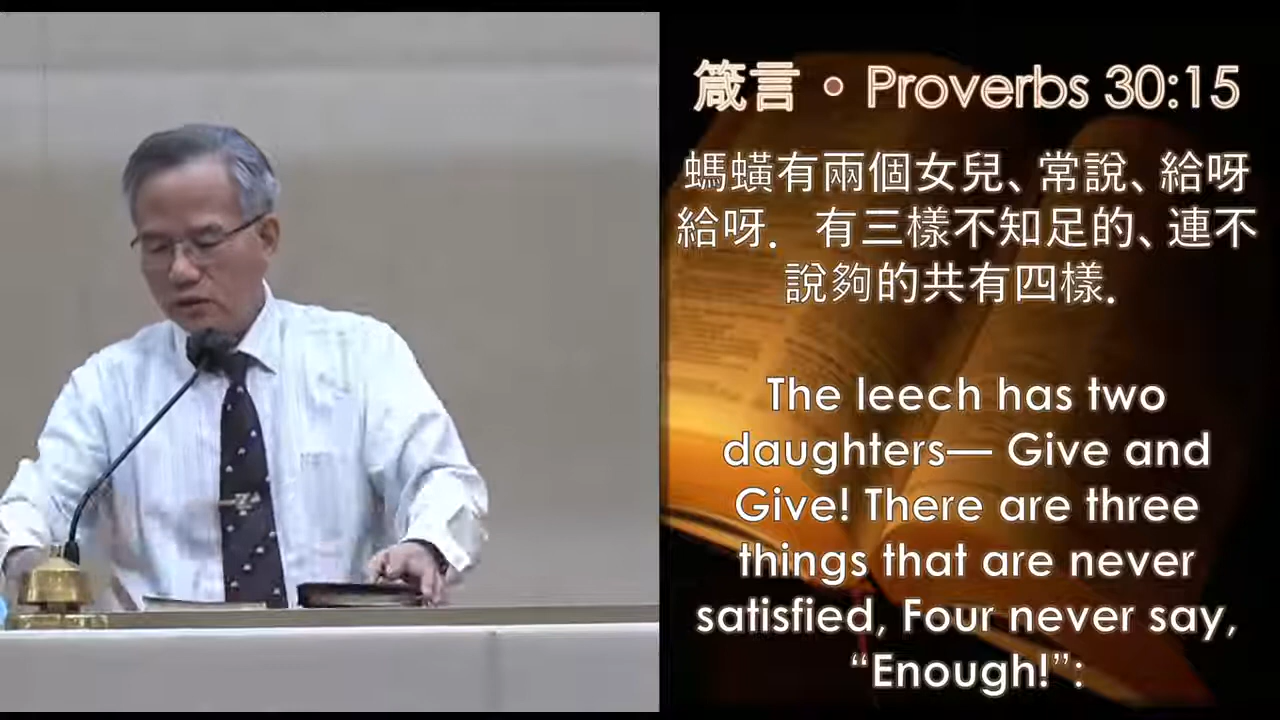 箴言 • Proverbs 30:15
螞蟥有兩個女兒、常說、給呀
給呀． 有三樣不知足的、連不
說夠的共有四樣．
The leech has two
daughters— Give and
Give! There are three
things that are never
satisfied, Four never say,
“Enough!”: